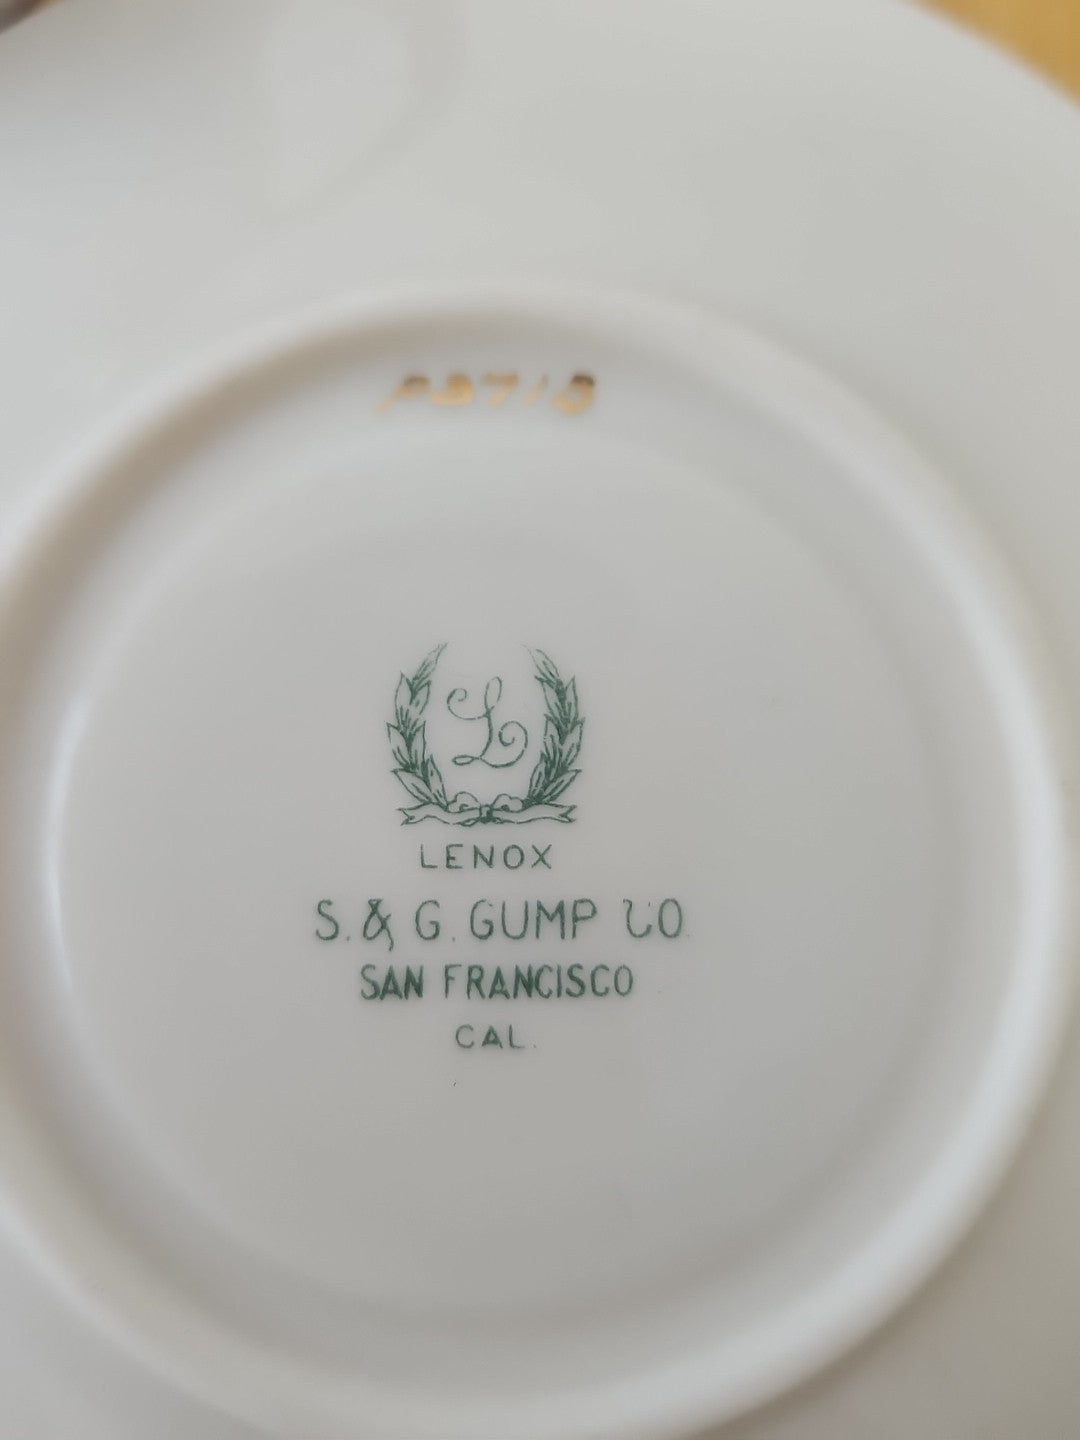 L
LENOX
S. & G. GUMP CO.
SAN FRANCISCO
CAL.